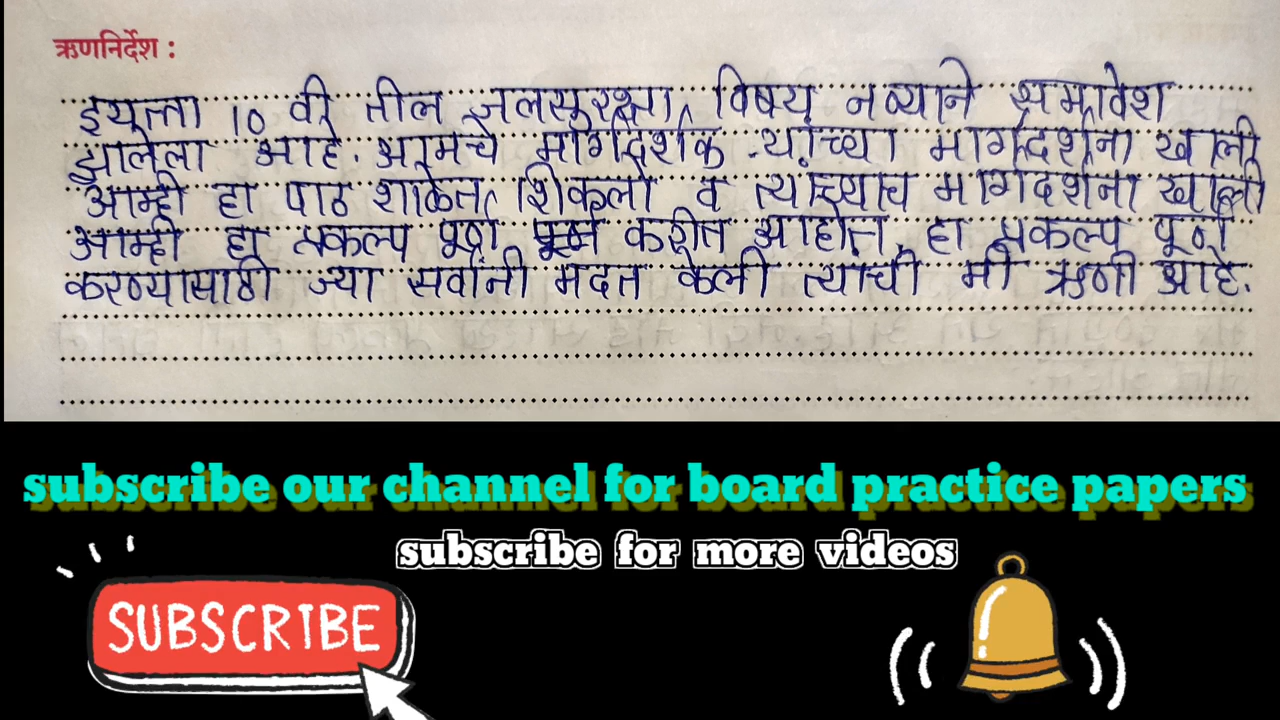 ऋणनिर्देश :
इयत्ता 10 वी तील जलसुरक्षा विषय नव्याने समावेश
झालेला आहे. आमचे मार्गदर्शक यांच्या मार्गदर्शना खाली
आम्ही हा पाठ शाळेत शिकलो व त्यांच्याच मार्गदर्शना खाली
आम्ही हा प्रकल्प पूर्ण करीत आहोत. हा प्रकल्प पूर्ण
करण्यासाठी ज्या सर्वांनी मदत केली त्यांची मी ऋणी आहे.
subscribe our channel for board practice papers
subscribe for more videos
SUBSCRIBE